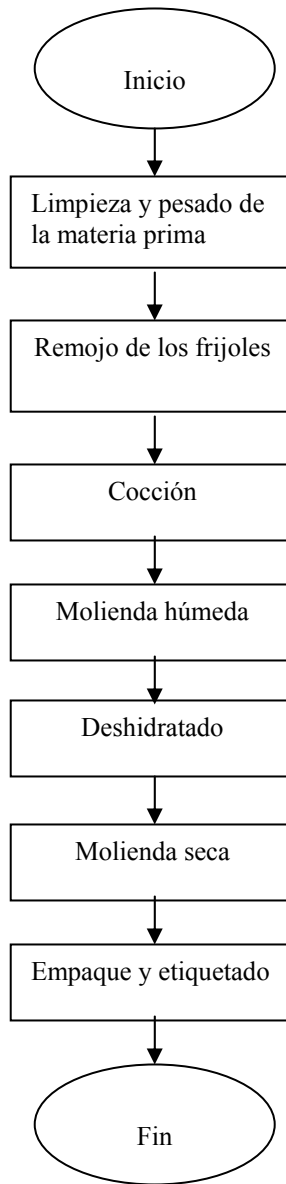 Inicio
Limpieza y pesado de
la materia prima
Remojo de los frijoles
Cocción
Molienda húmeda
Deshidratado
Molienda seca
Empaque y etiquetado
Fin